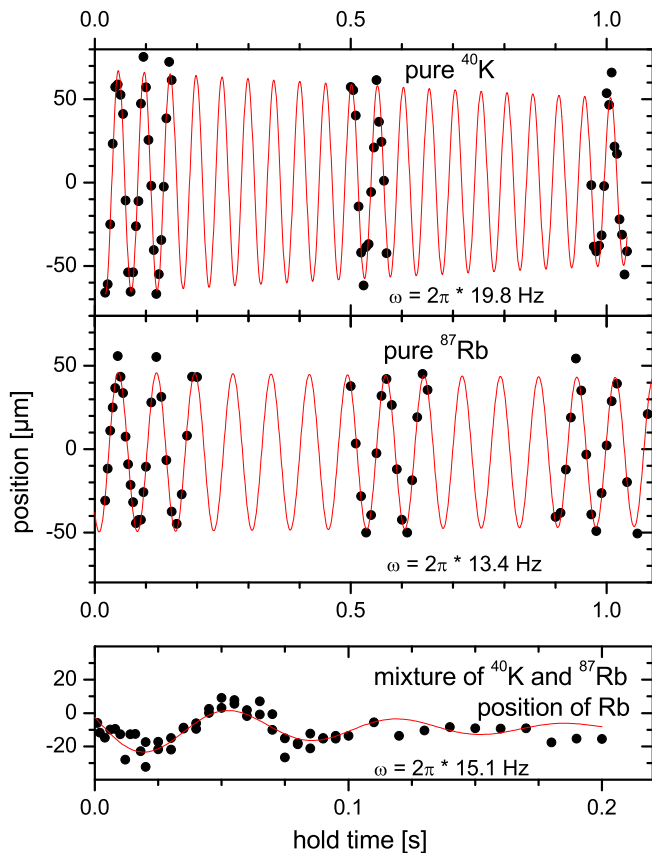 0.0 0.5 1.0
pure ⁴⁰K
50
0
-50
ω = 2π * 19.8 Hz
pure ⁸⁷Rb
50
0
-50
ω = 2π * 13.4 Hz
position [µm]
0.0 0.5 1.0
mixture of ⁴⁰K and ⁸⁷Rb
position of Rb
20
0
-20
-40
ω = 2π * 15.1 Hz
0.0 0.1 0.2
hold time [s]